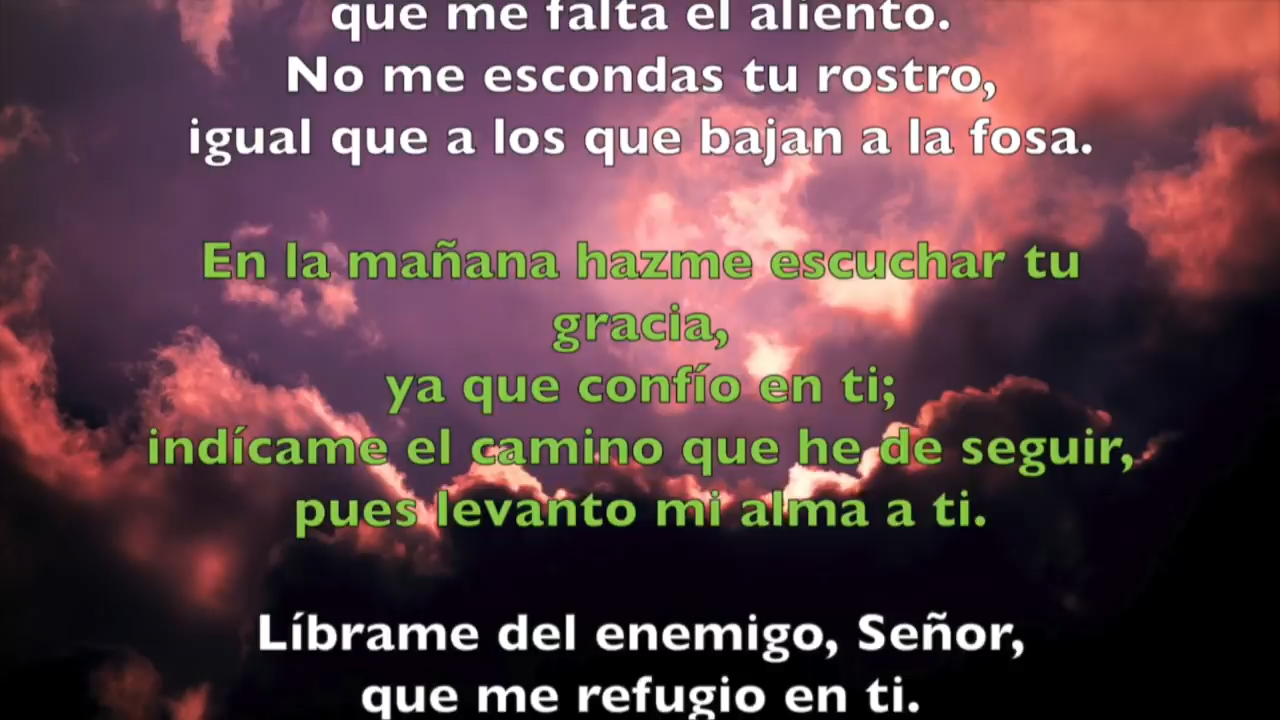 que me falta el aliento.
No me escondas tu rostro,
igual que a los que bajan a la fosa.
En la mañana hazme escuchar tu
gracia,
ya que confío en ti;
indícame el camino que he de seguir,
pues levanto mi alma a ti.
Líbrame del enemigo, Señor,
que me refugio en ti.